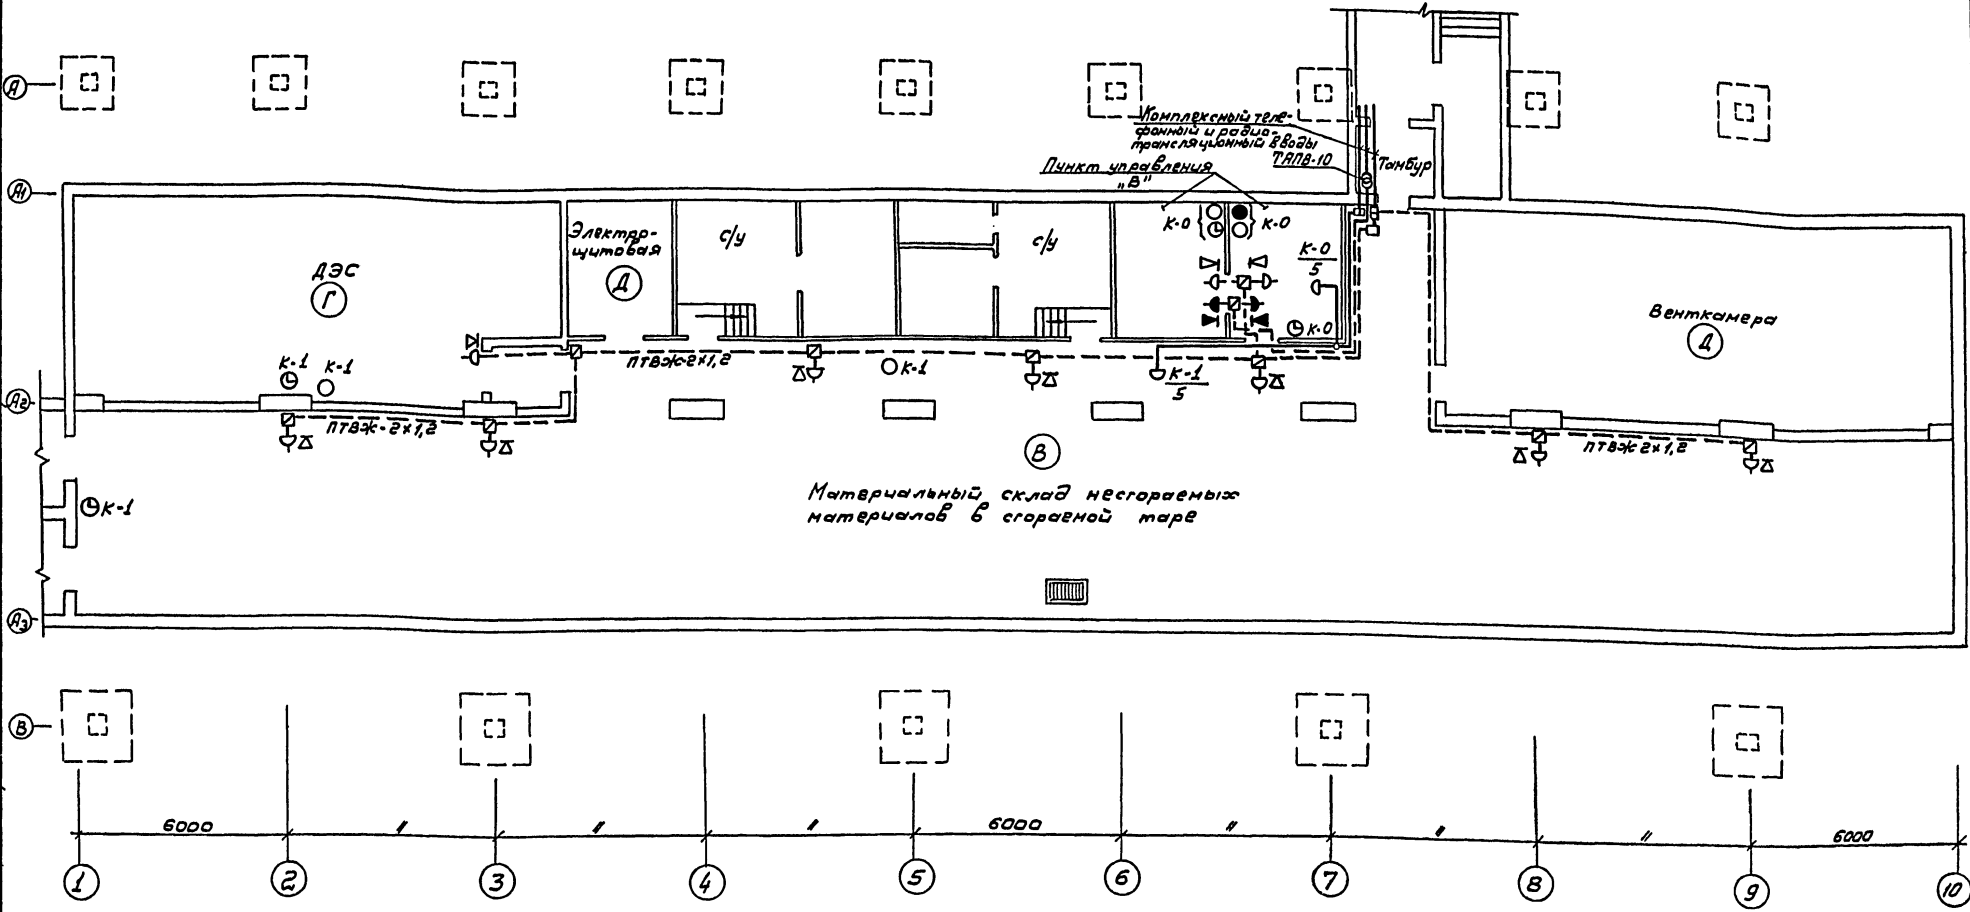 А
А1
А2
А3
В
Комплексный теле-
фонный и радио-
трансляционный вводы
ТАПВ-10
Тамбур
Пункт управления
„В"
К-0
К-0
К-0
5
К-0
Электро-
щитовая
Д
с/у
с/у
ДЭС
Г
Венткамера
Д
ПТВЖ-2х1,2
К-1
К-1
К-1
К-1
5
ПТВЖ-2х1,2
ПТВЖ 2х1,2
В
Материальный склад несгораемых
материалов в сгораемой таре
К-1
6000
〃
〃
〃
6000
〃
〃
〃
6000
1
2
3
4
5
6
7
8
9
10